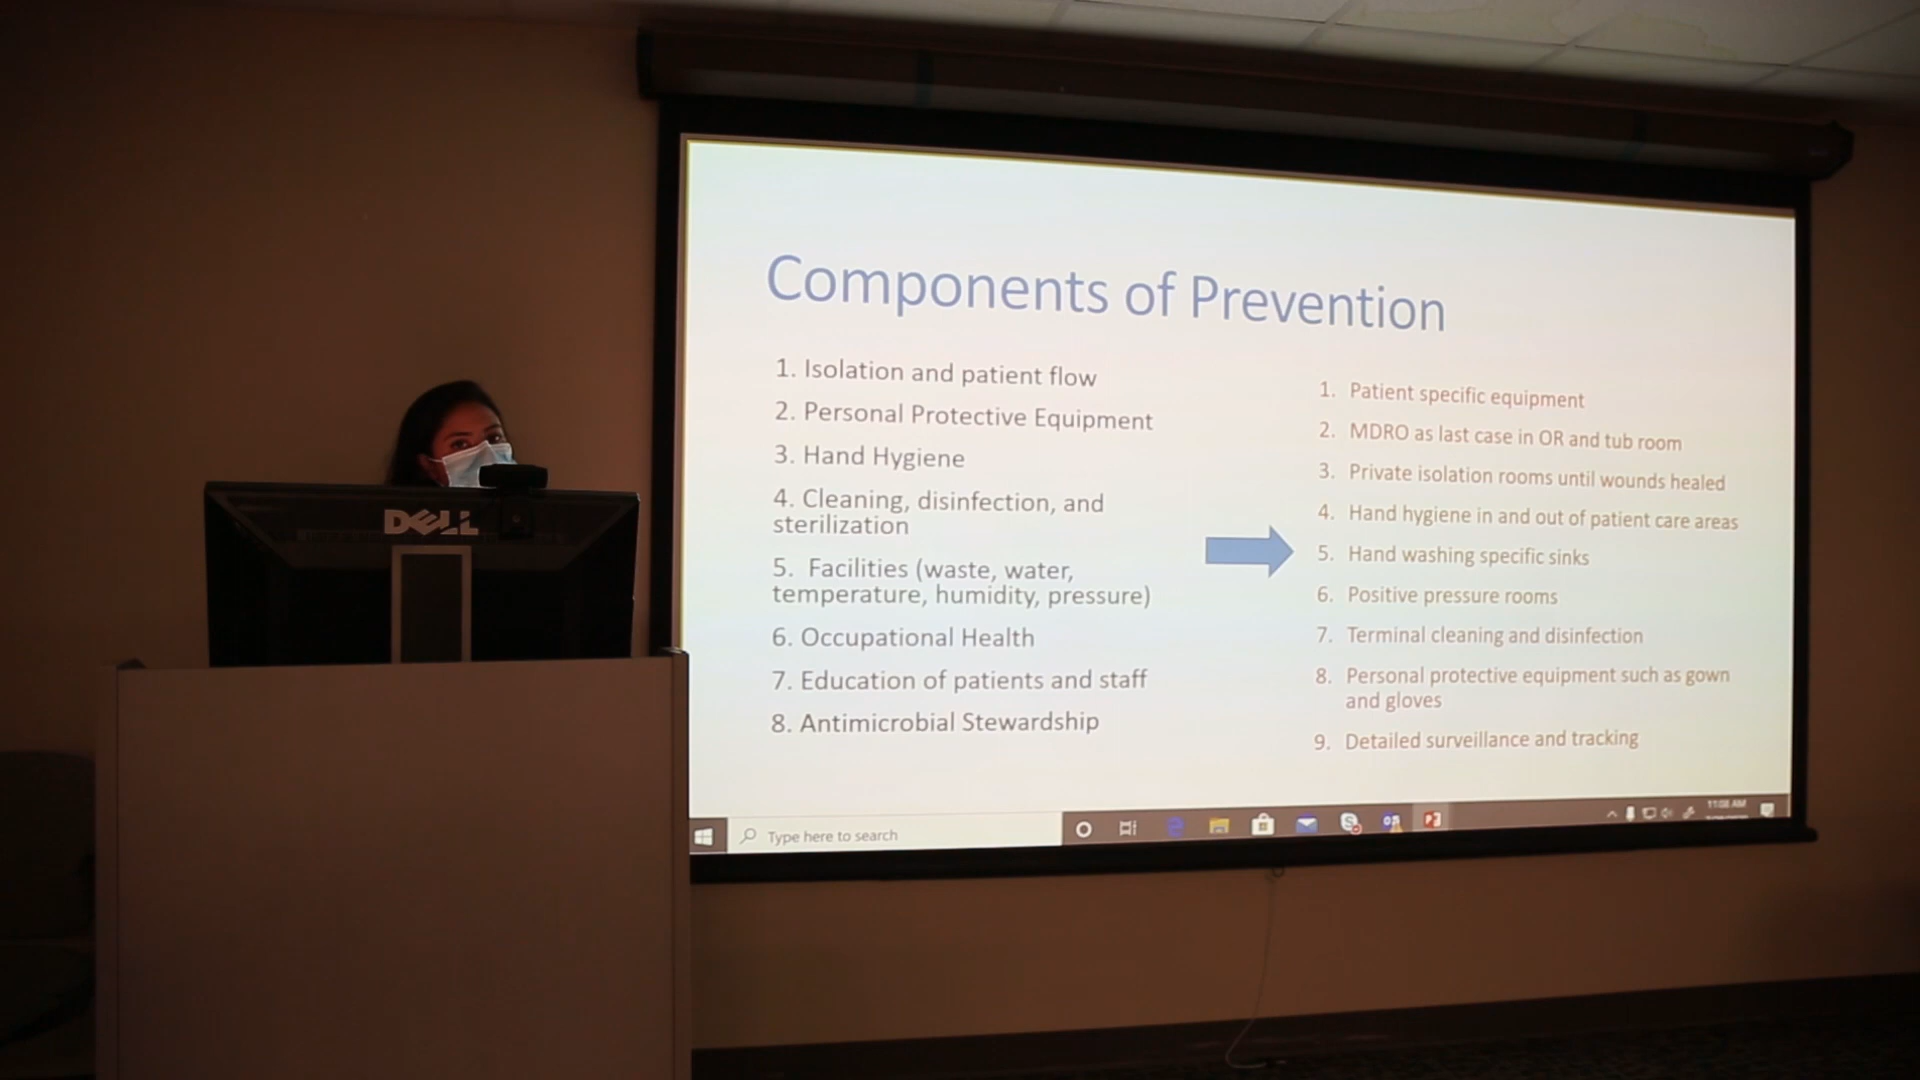 Components of Prevention
1. Isolation and patient flow
2. Personal Protective Equipment
3. Hand Hygiene
4. Cleaning, disinfection, and
sterilization
5. Facilities (waste, water,
temperature, humidity, pressure)
6. Occupational Health
7. Education of patients and staff
8. Antimicrobial Stewardship
1. Patient specific equipment
2. MDRO as last case in OR and tub room
3. Private isolation rooms until wounds healed
4. Hand hygiene in and out of patient care areas
5. Hand washing specific sinks
6. Positive pressure rooms
7. Terminal cleaning and disinfection
8. Personal protective equipment such as gown
and gloves
9. Detailed surveillance and tracking
DELL
Type here to search
11:08 AM